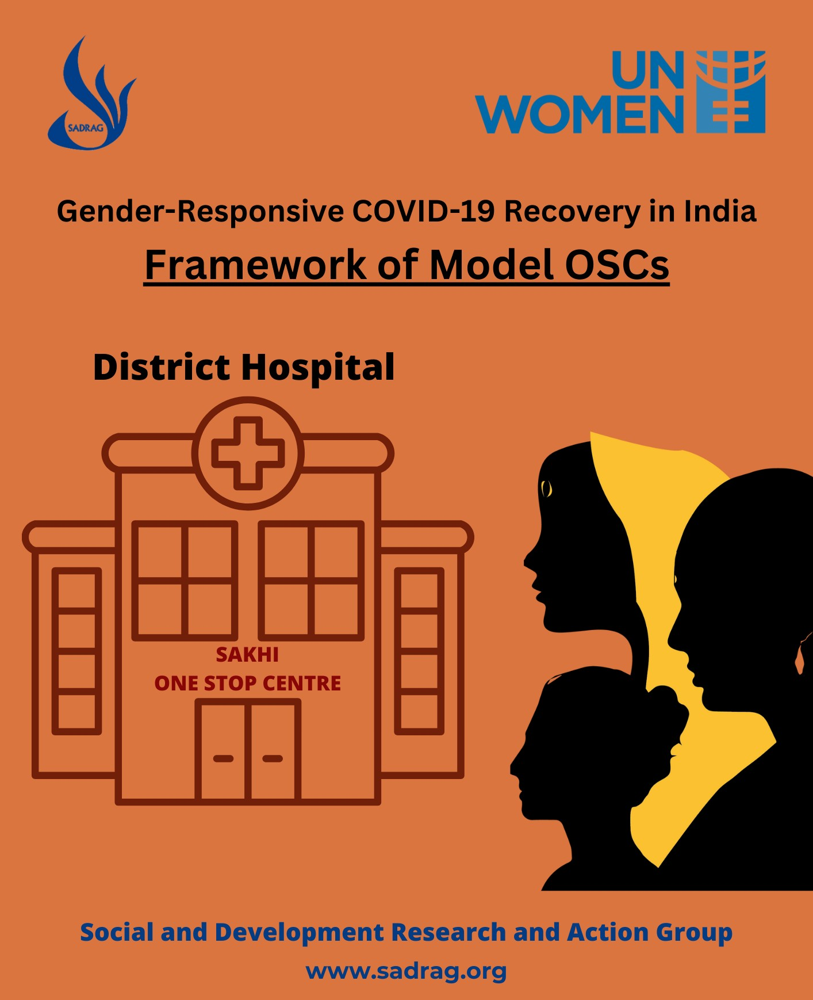 SADRAG
UN
WOMEN
Gender-Responsive COVID-19 Recovery in India
Framework of Model OSCs
District Hospital
SAKHI
ONE STOP CENTRE
Social and Development Research and Action Group
www.sadrag.org